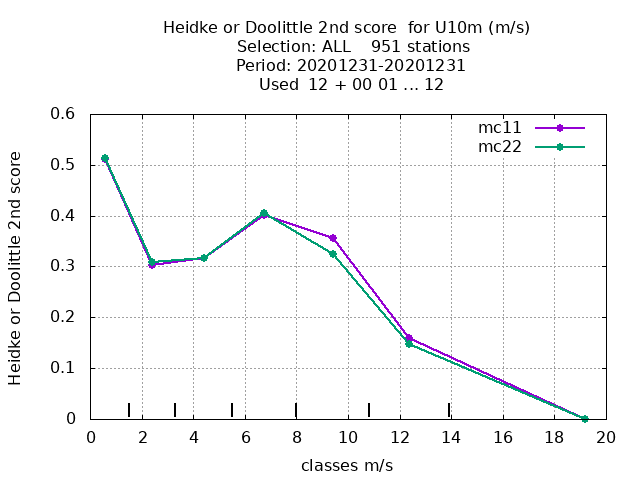 Heidke or Doolittle 2nd score  for U10m (m/s)
Selection: ALL    951 stations
Period: 20201231-20201231
Used  12 + 00 01 ... 12
mc11
mc22
Heidke or Doolittle 2nd score
0.6
0.5
0.4
0.3
0.2
0.1
0
0 2 4 6 8 10 12 14 16 18 20
classes m/s